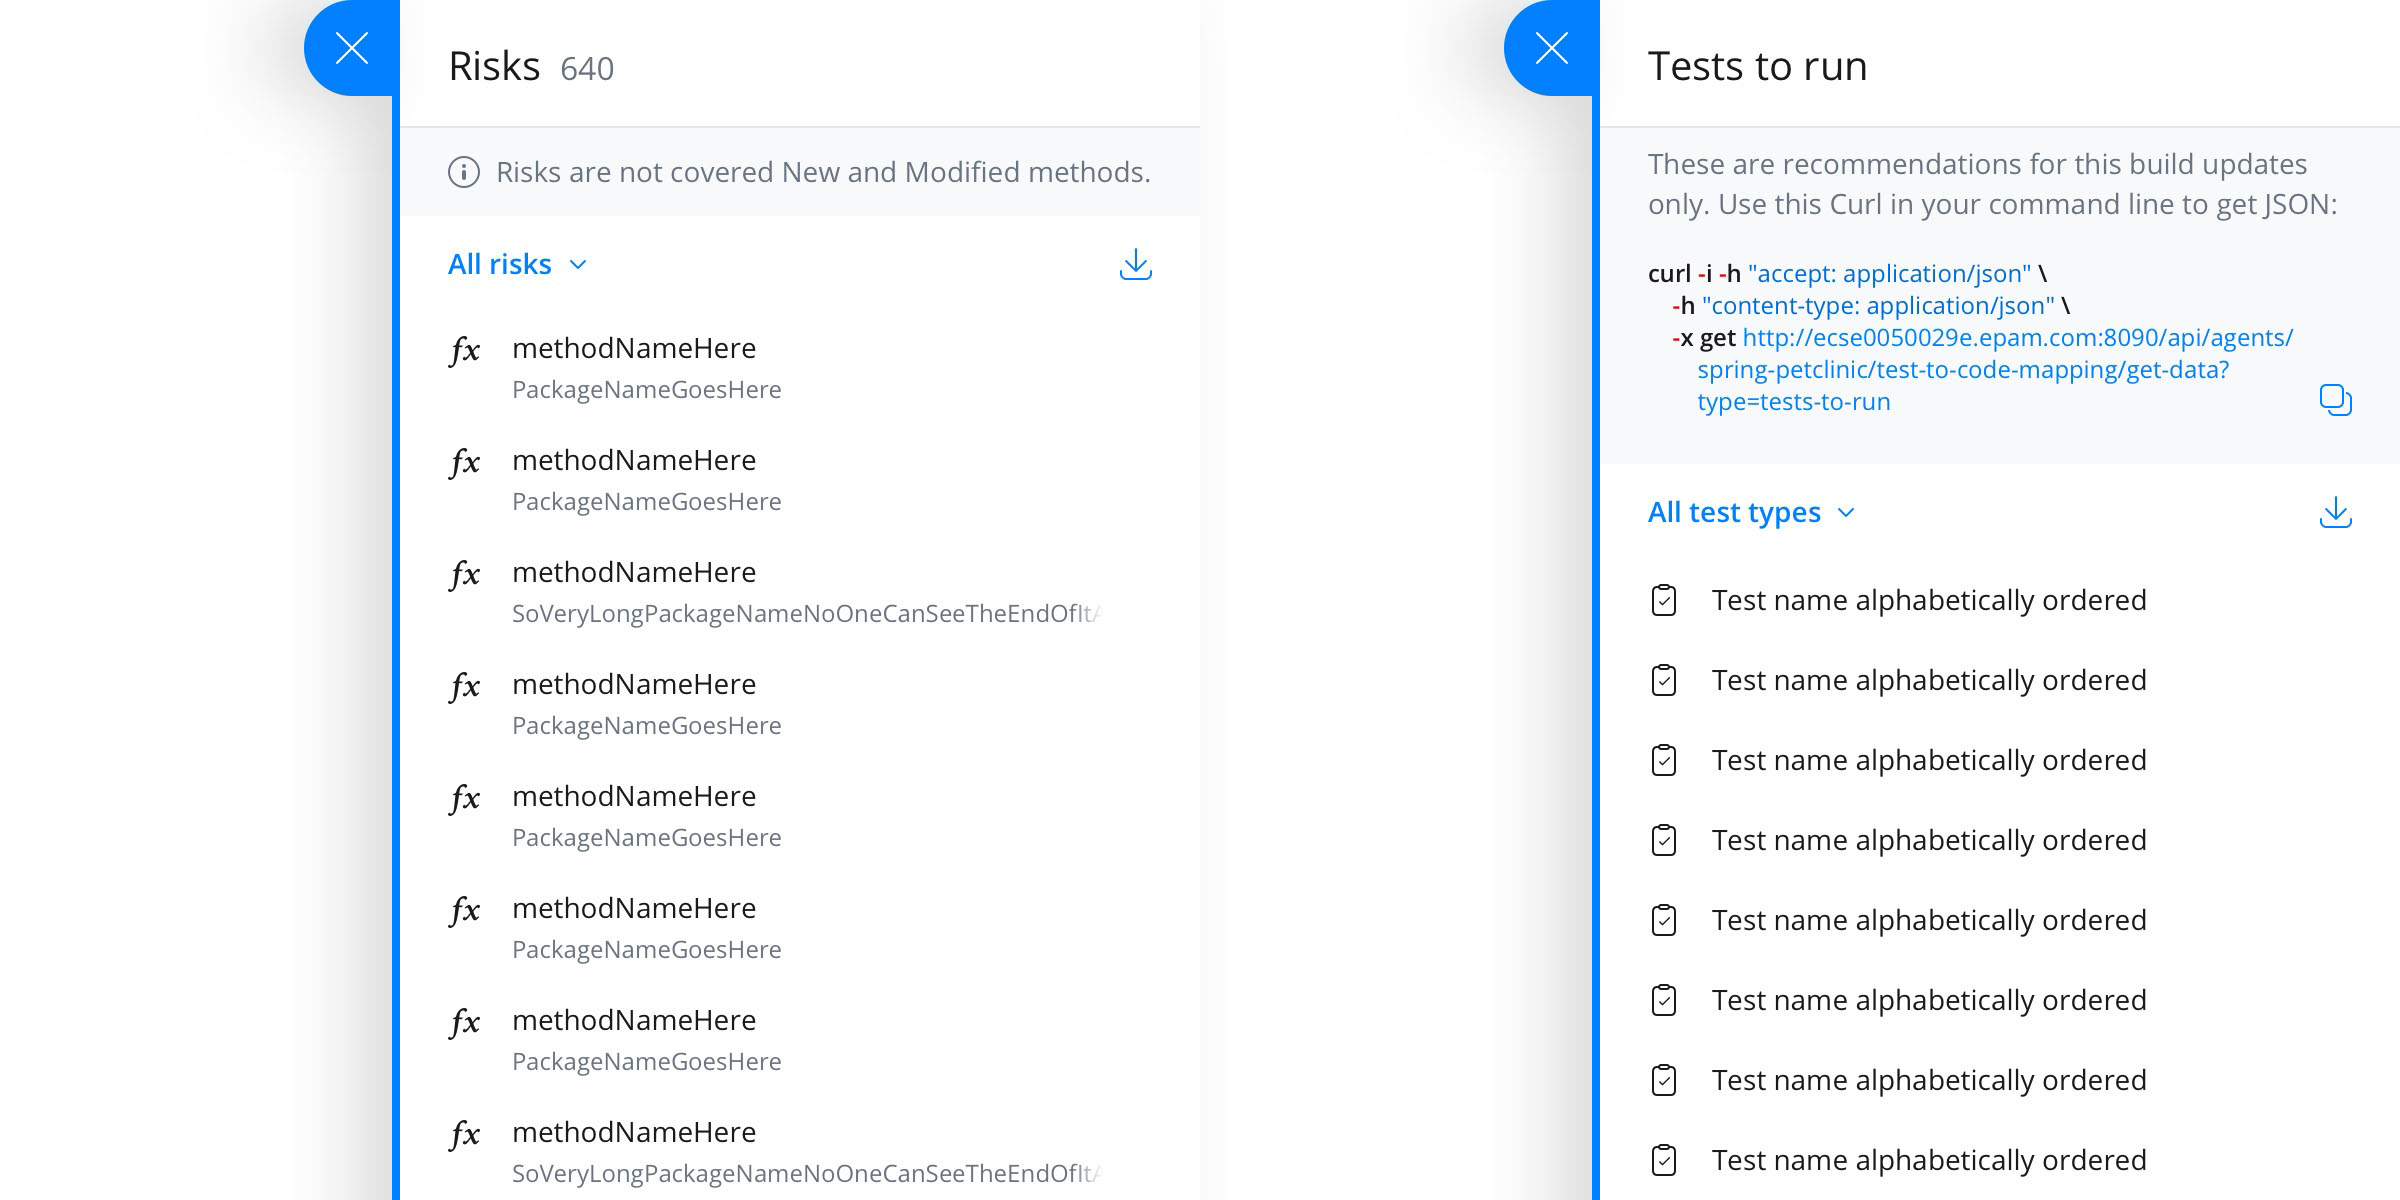 Risks 640
Risks are not covered New and Modified methods.
All risks
fx methodNameHere
PackageNameGoesHere
fx methodNameHere
PackageNameGoesHere
fx methodNameHere
SoVeryLongPackageNameNoOneCanSeeTheEndOfItA
fx methodNameHere
PackageNameGoesHere
fx methodNameHere
PackageNameGoesHere
fx methodNameHere
PackageNameGoesHere
fx methodNameHere
PackageNameGoesHere
fx methodNameHere
SoVeryLongPackageNameNoOneCanSeeTheEndOfItA
Tests to run
These are recommendations for this build updates
only. Use this Curl in your command line to get JSON:
curl -i -h "accept: application/json" \
-h "content-type: application/json" \
-x get http://ecse0050029e.epam.com:8090/api/agents/
spring-petclinic/test-to-code-mapping/get-data?
type=tests-to-run
All test types
Test name alphabetically ordered
Test name alphabetically ordered
Test name alphabetically ordered
Test name alphabetically ordered
Test name alphabetically ordered
Test name alphabetically ordered
Test name alphabetically ordered
Test name alphabetically ordered